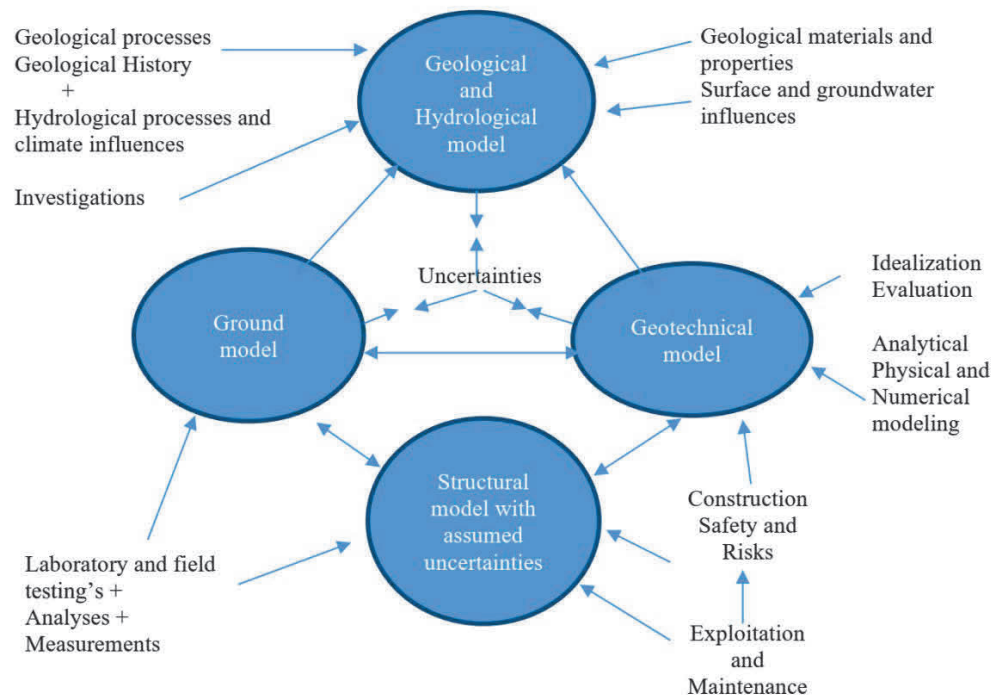 Geological processes
Geological History
+
Hydrological processes and
climate influences
Investigations
Geological
and
Hydrological
model
Geological materials and
properties
Surface and groundwater
influences
Uncertainties
Ground
model
Geotechnical
model
Idealization
Evaluation
Analytical
Physical and
Numerical
modeling
Structural
model with
assumed
uncertainties
Construction
Safety and
Risks
Laboratory and field
testing’s +
Analyses +
Measurements
Exploitation
and
Maintenance